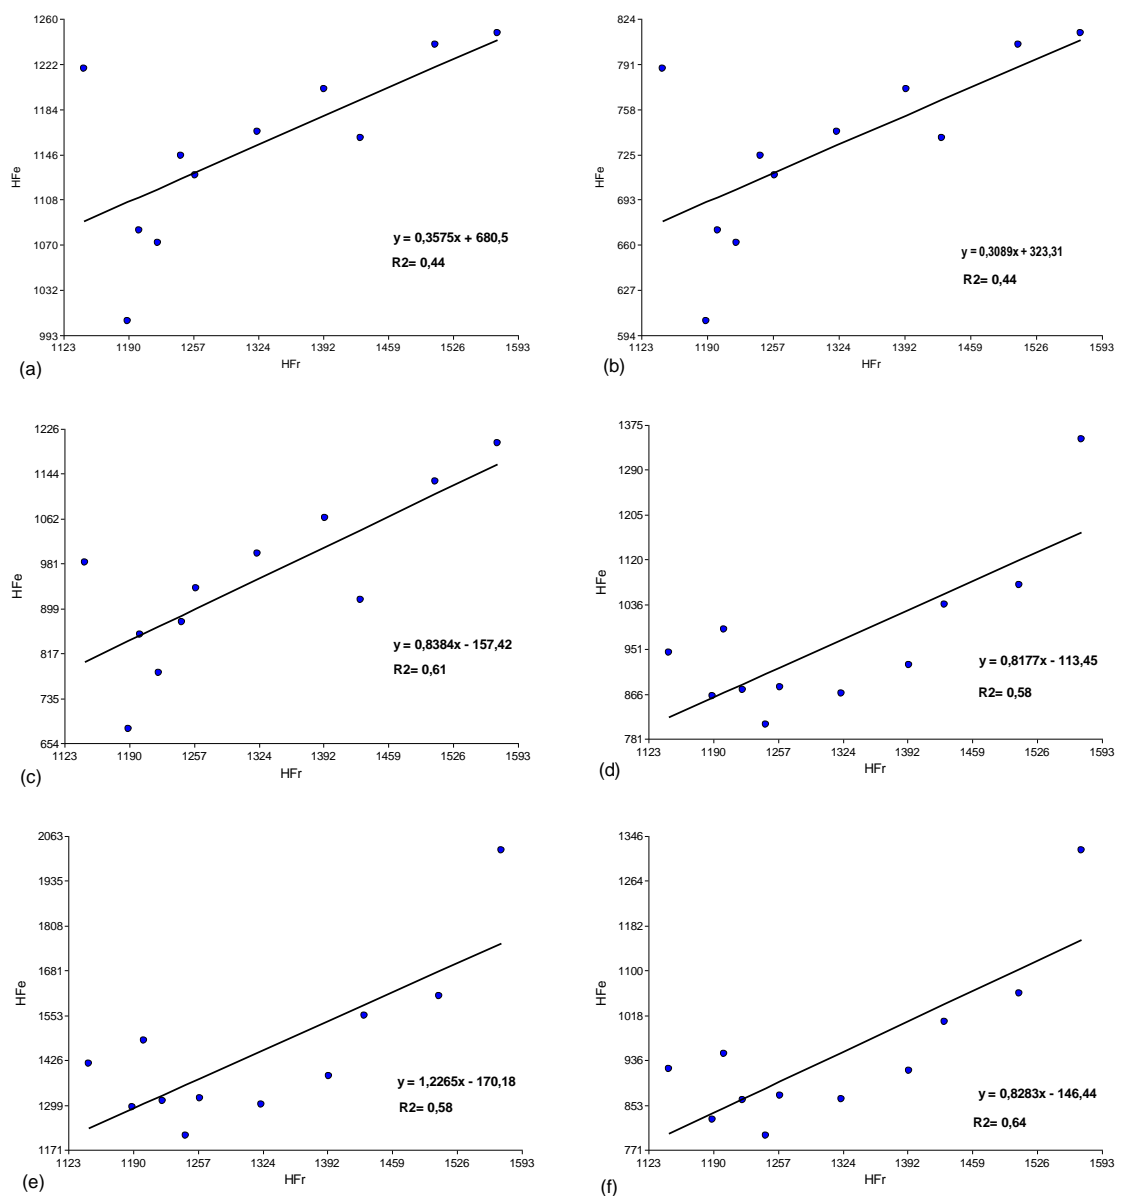 1260
1222
1184
1146
1108
1070
1032
993
HFe
1123 1190 1257 1324 1392 1459 1526 1593
HFr
y = 0,3575x + 680,5
R2= 0,44
(a)
824
791
758
725
693
660
627
594
HFe
1123 1190 1257 1324 1392 1459 1526 1593
HFr
y = 0,3089x + 323,31
R2= 0,44
(b)
1226
1144
1062
981
899
817
735
654
HFe
1123 1190 1257 1324 1392 1459 1526 1593
HFr
y = 0,8384x - 157,42
R2= 0,61
(c)
1375
1290
1205
1120
1036
951
866
781
HFe
1123 1190 1257 1324 1392 1459 1526 1593
HFr
y = 0,8177x - 113,45
R2= 0,58
(d)
2063
1935
1808
1681
1553
1426
1299
1171
HFe
1123 1190 1257 1324 1392 1459 1526 1593
HFr
y = 1,2265x - 170,18
R2= 0,58
(e)
1346
1264
1182
1100
1018
936
853
771
HFe
1123 1190 1257 1324 1392 1459 1526 1593
HFr
y = 0,8283x - 146,44
R2= 0,64
(f)